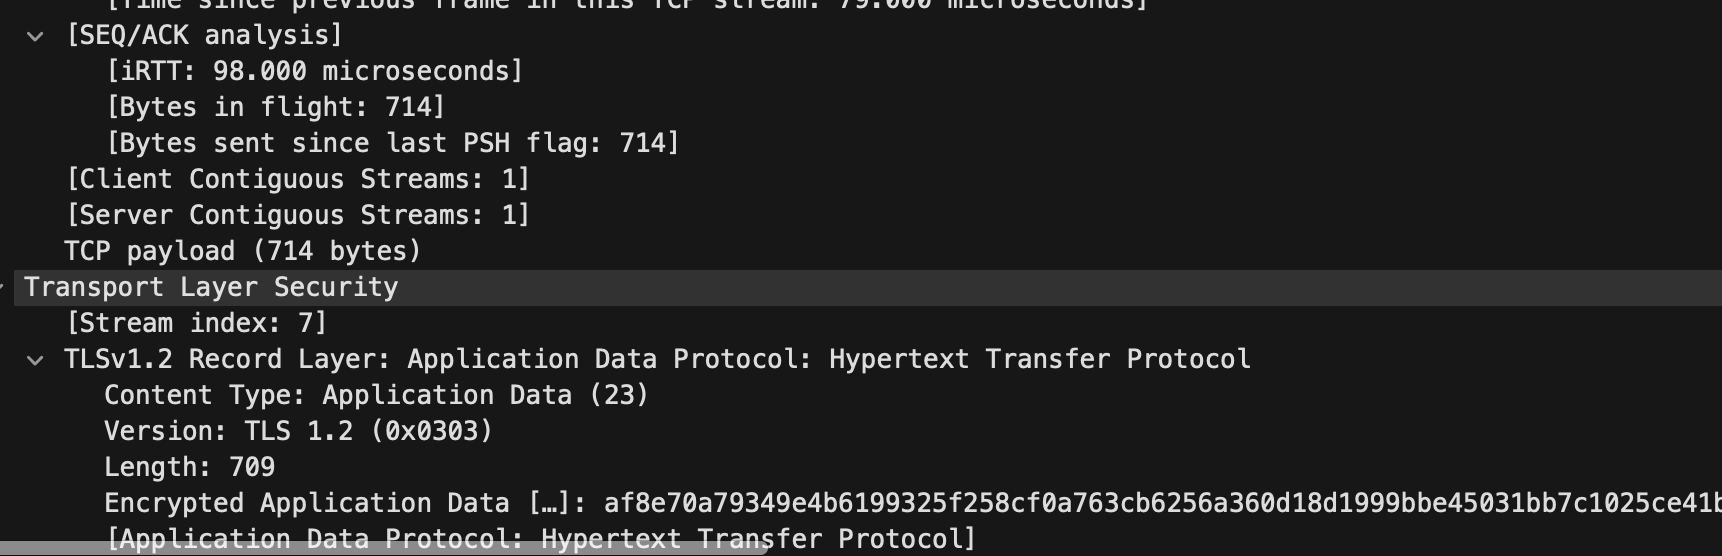 [Time since previous frame in this TCP stream: 79.000 microseconds]
[SEQ/ACK analysis]
[iRTT: 98.000 microseconds]
[Bytes in flight: 714]
[Bytes sent since last PSH flag: 714]
[Client Contiguous Streams: 1]
[Server Contiguous Streams: 1]
TCP payload (714 bytes)
Transport Layer Security
[Stream index: 7]
TLSv1.2 Record Layer: Application Data Protocol: Hypertext Transfer Protocol
Content Type: Application Data (23)
Version: TLS 1.2 (0x0303)
Length: 709
Encrypted Application Data […]: af8e70a79349e4b6199325f258cf0a763cb6256a360d18d1999bbe45031bb7c1025ce41b
[Application Data Protocol: Hypertext Transfer Protocol]